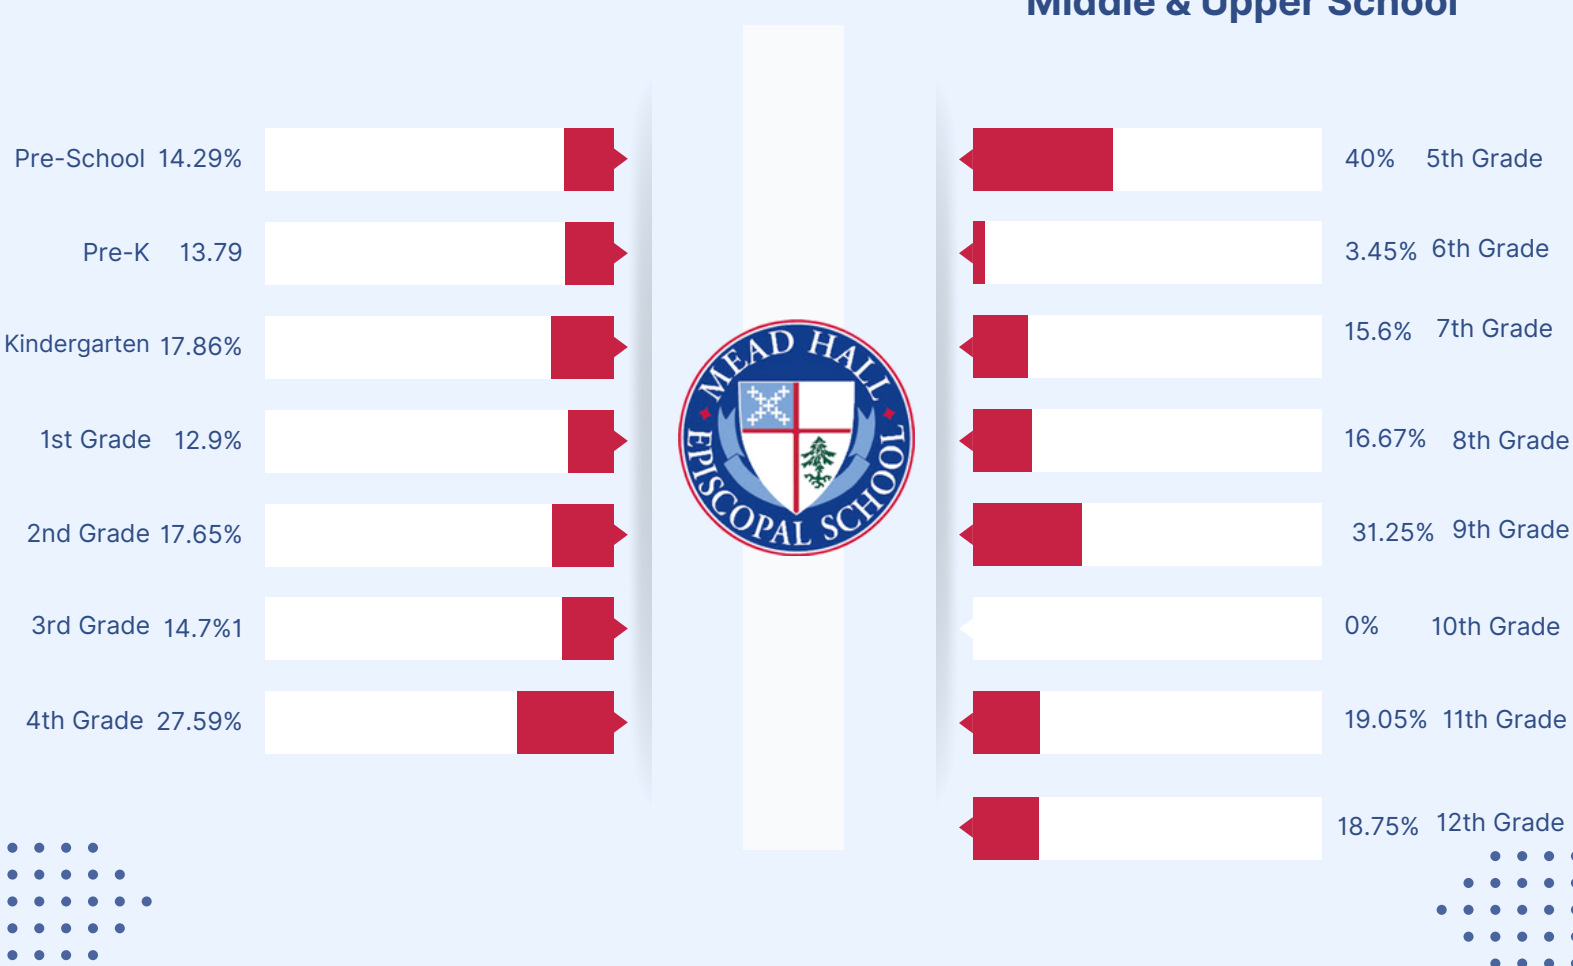 Middle & Upper School
Pre-School 14.29%
Pre-K 13.79
Kindergarten 17.86%
1st Grade 12.9%
2nd Grade 17.65%
3rd Grade 14.7%1
4th Grade 27.59%
MEAD HALL
EPISCOPAL SCHOOL
40% 5th Grade
3.45% 6th Grade
15.6% 7th Grade
16.67% 8th Grade
31.25% 9th Grade
0% 10th Grade
19.05% 11th Grade
18.75% 12th Grade